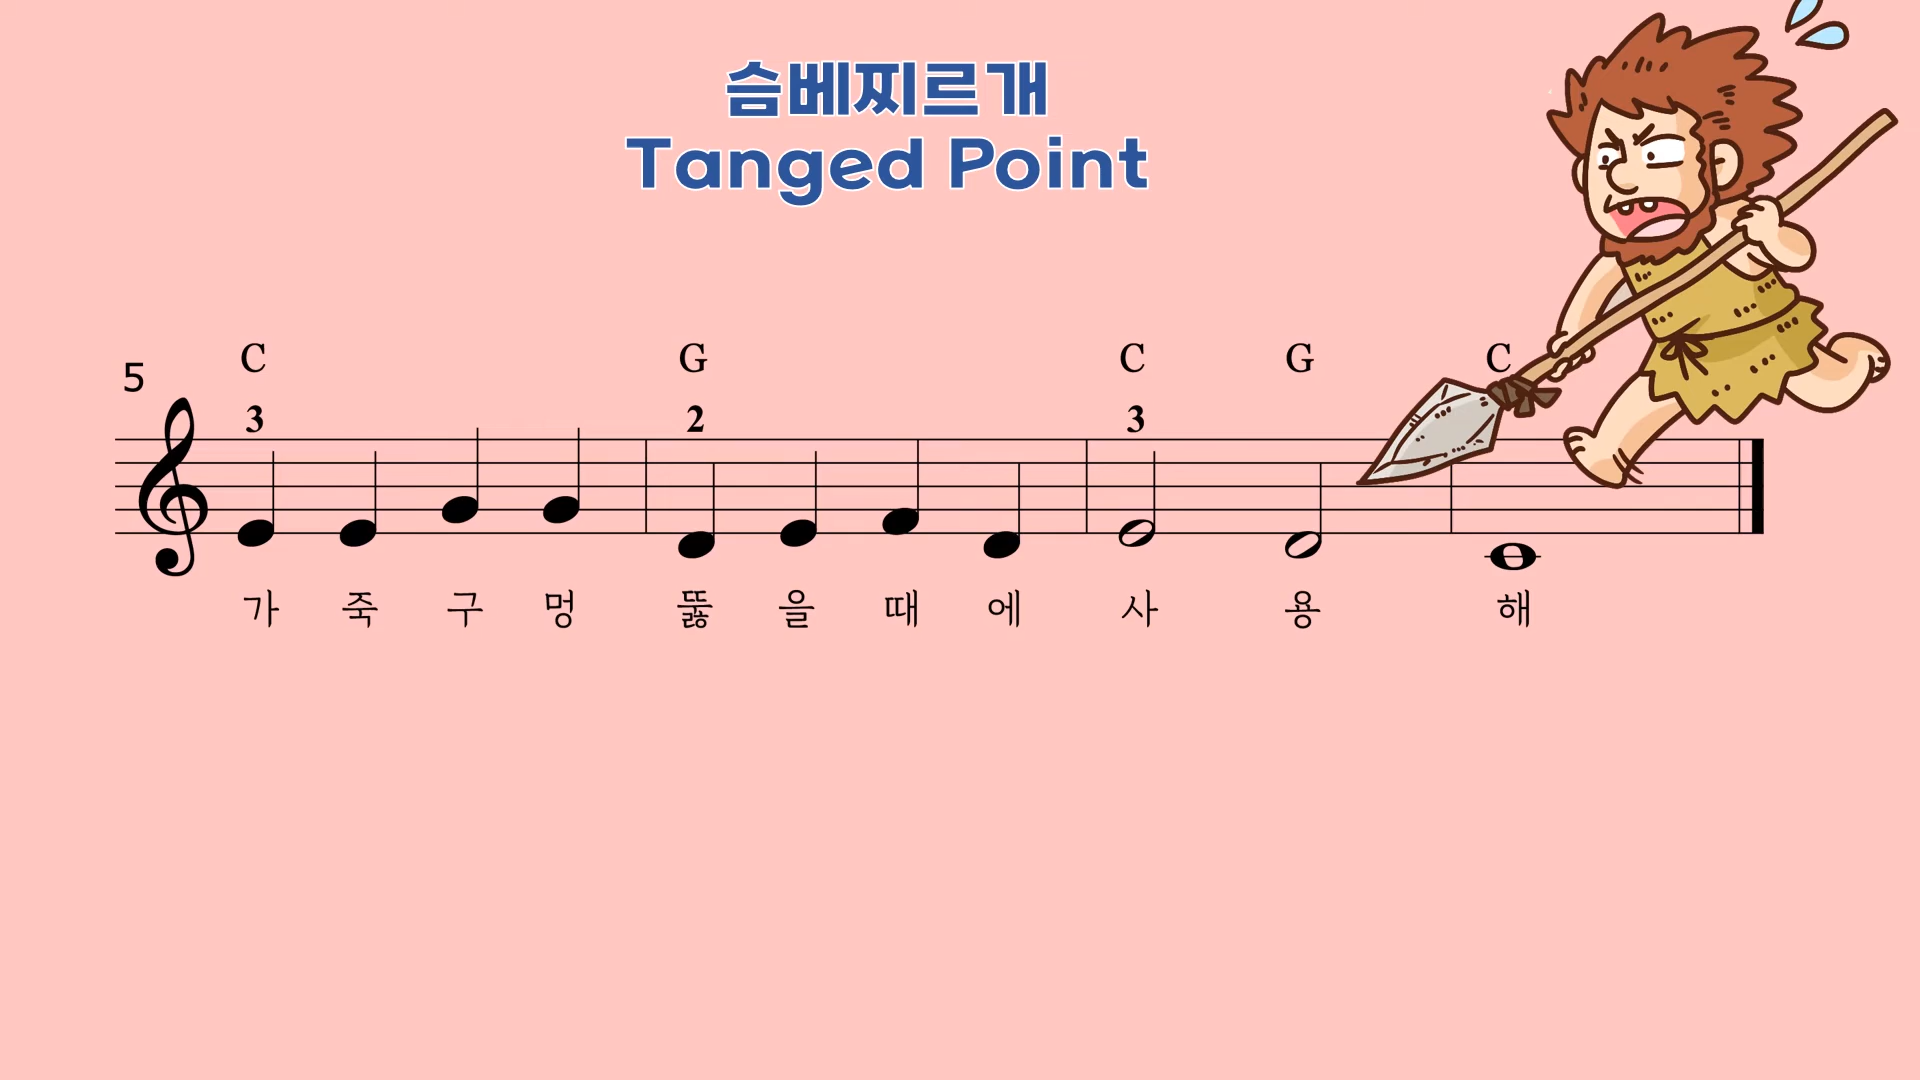 슴베찌르개
Tanged Point
5 C G C G C
3 2 3
가 죽 구 멍 뚫 을 때 에 사 용 해